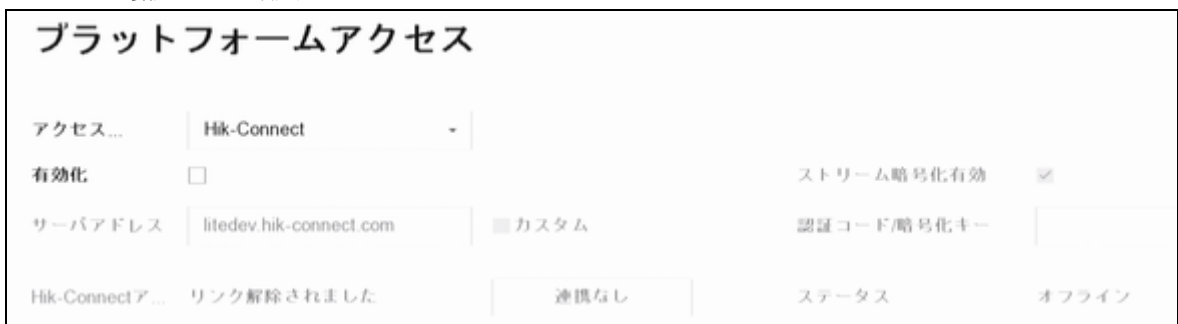 プラットフォームアクセス
アクセス... Hik-Connect
有効化 ストリーム暗号化有効
サーバアドレス litedev.hik-connect.com カスタム 認証コード/暗号化キー
Hik-Connectア... リンク解除されました 連携なし ステータス オフライン